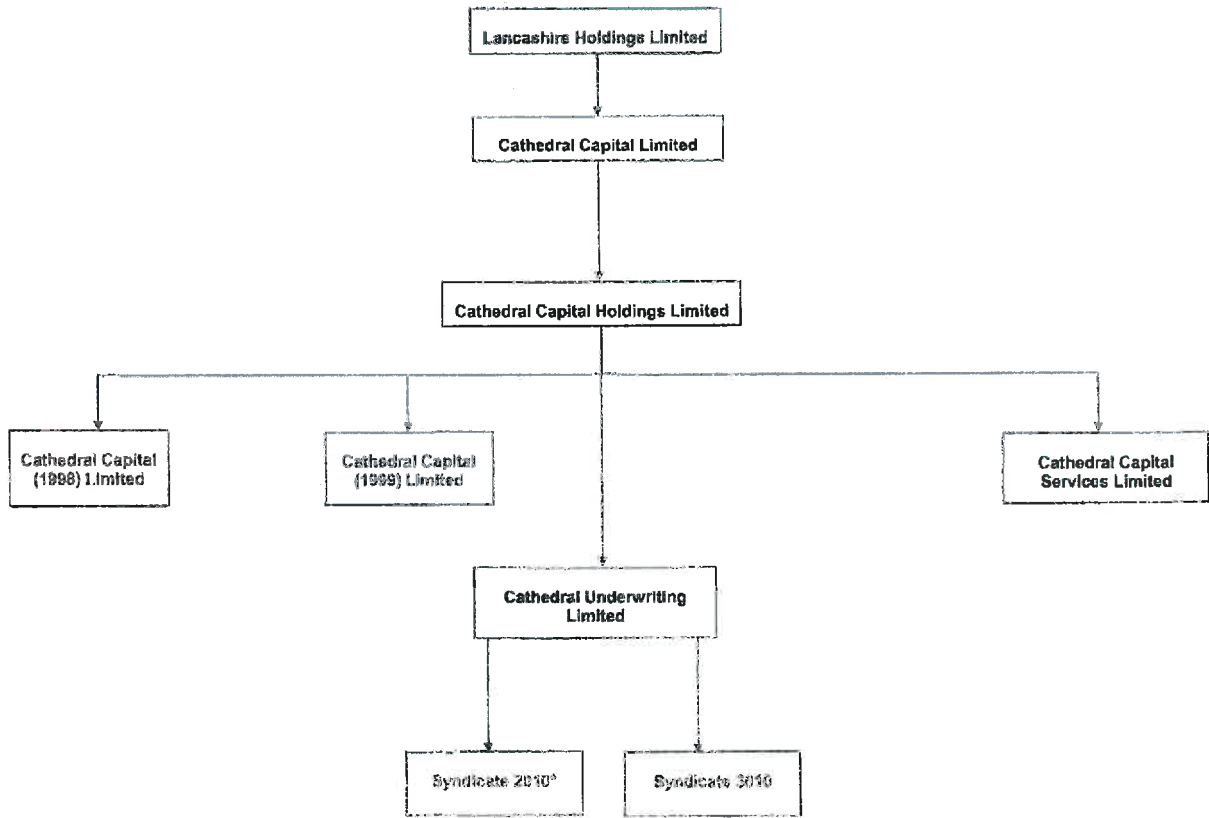 Lancashire Holdings Limited
Cathedral Capital Limited
Cathedral Capital Holdings Limited
Cathedral Capital
(1998) Limited
Cathedral Capital
(1999) Limited
Cathedral Capital
Services Limited
Cathedral Underwriting
Limited
Syndicate 2010*
Syndicate 3010